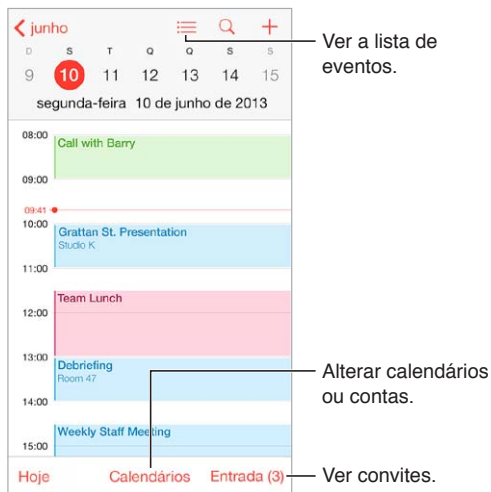 junho
Ver a lista de
eventos.
D S T Q Q S S
9 10 11 12 13 14 15
segunda-feira 10 de junho de 2013
08:00
Call with Barry
09:00
09:41
10:00
Grattan St. Presentation
Studio K
11:00
Team Lunch
12:00
13:00
Debriefing
Room 47
Alterar calendários
ou contas.
14:00
Weekly Staff Meeting
15:00
Hoje Calendários Entrada (3)
Ver convites.